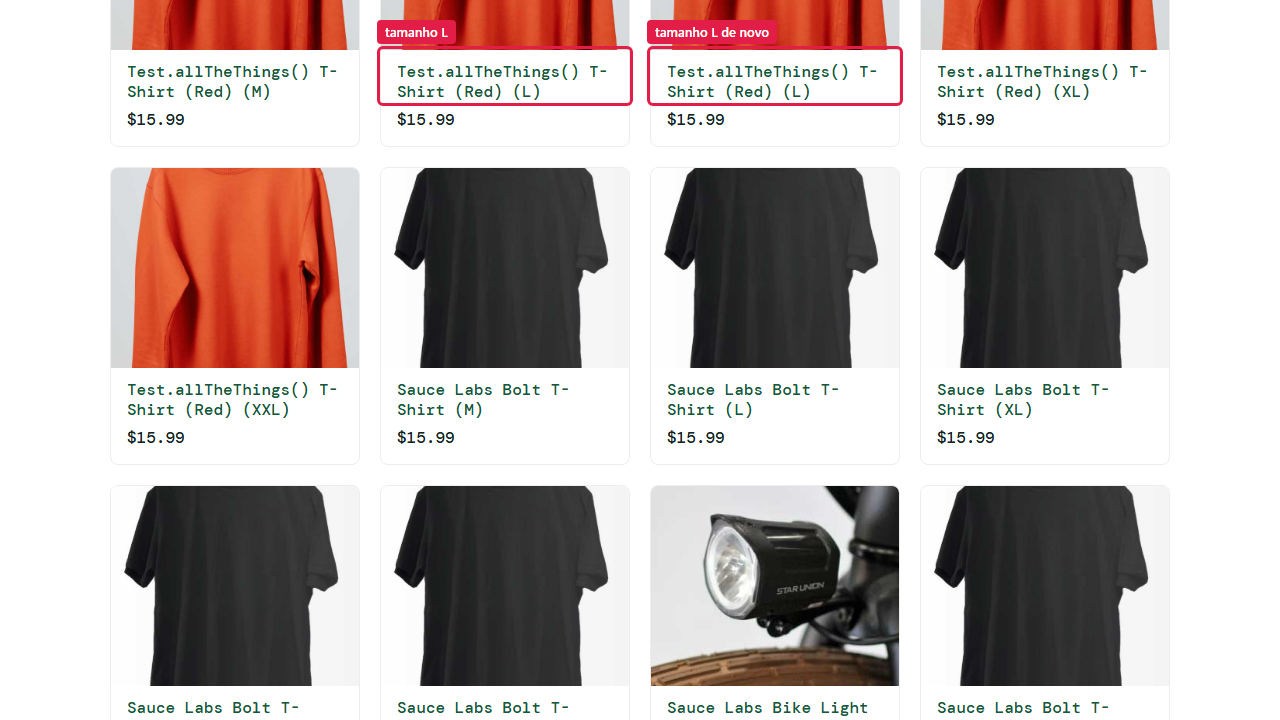 tamanho L
tamanho L de novo
Test.allTheThings() T-
Shirt (Red) (M)
$15.99
Test.allTheThings() T-
Shirt (Red) (L)
$15.99
Test.allTheThings() T-
Shirt (Red) (L)
$15.99
Test.allTheThings() T-
Shirt (Red) (XL)
$15.99
Test.allTheThings() T-
Shirt (Red) (XXL)
$15.99
Sauce Labs Bolt T-
Shirt (M)
$15.99
Sauce Labs Bolt T-
Shirt (L)
$15.99
Sauce Labs Bolt T-
Shirt (XL)
$15.99
STAR UNION
Sauce Labs Bolt T-
Sauce Labs Bolt T-
Sauce Labs Bike Light
Sauce Labs Bolt T-